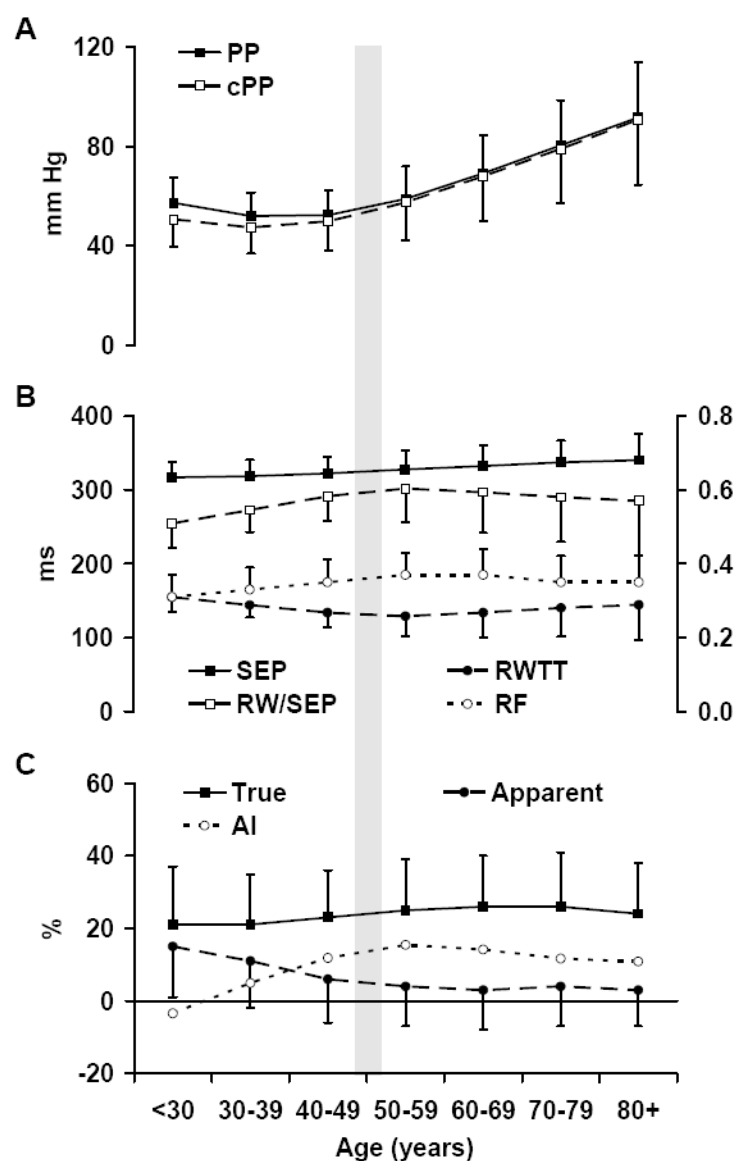 A
120
PP
cPP
80
mm Hg
40
0
B
400
0.8
300
0.6
ms
200
0.4
100
0.2
SEP
RWTT
RW/SEP
RF
0
0.0
C
60
True
Apparent
AI
40
%
20
0
-20
<30 30-39 40-49 50-59 60-69 70-79 80+
Age (years)